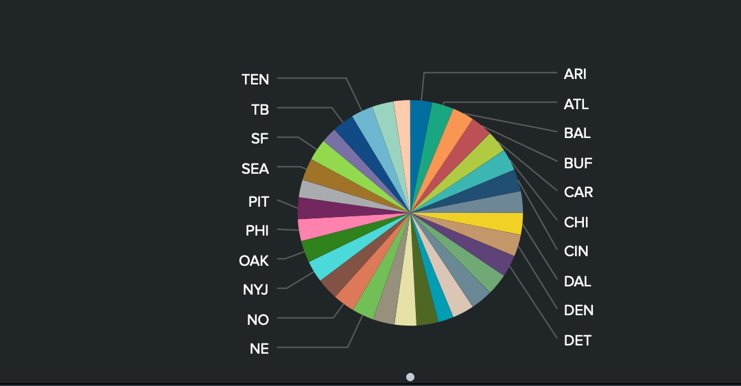 TEN
TB
SF
SEA
PIT
PHI
OAK
NYJ
NO
NE
ARI
ATL
BAL
BUF
CAR
CHI
CIN
DAL
DEN
DET